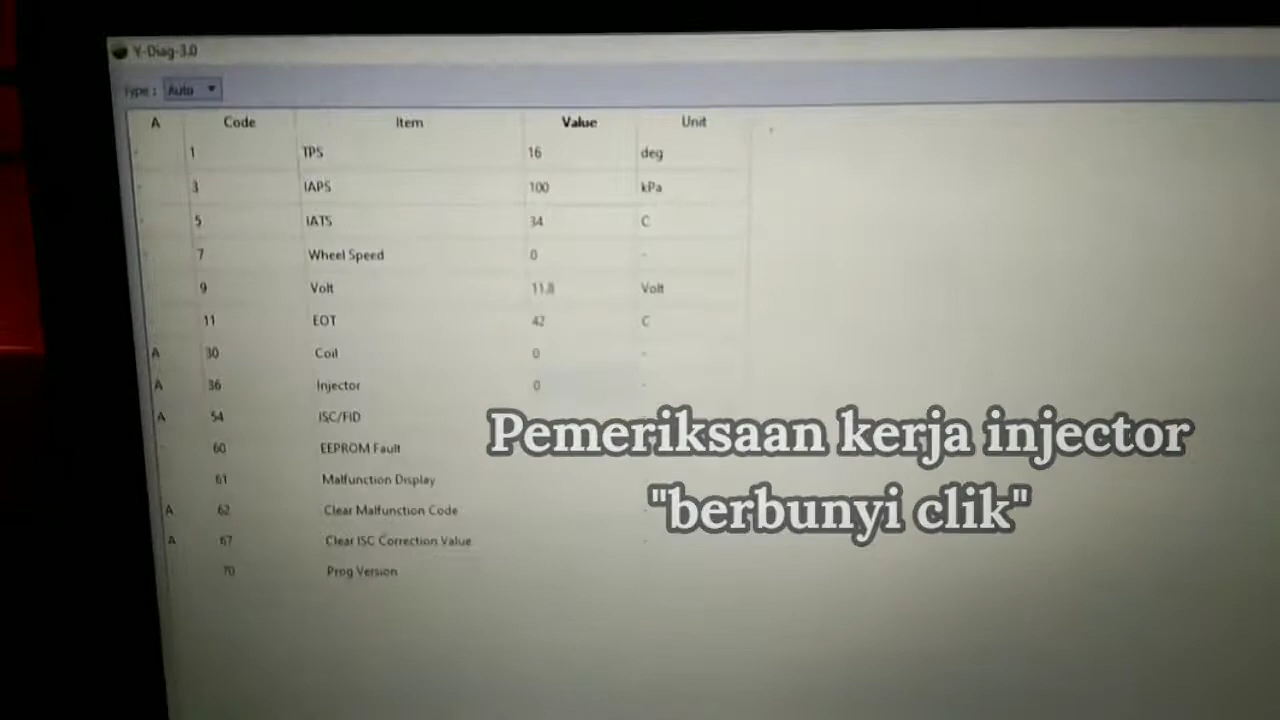 Y-Diag-3.0
Type : Auto
A Code Item Value Unit
1 TPS 16 deg
3 IAPS 100 kPa
5 IATS 34 C
7 Wheel Speed 0 -
9 Volt 11.8 Volt
11 EOT 42 C
A 30 Coil 0 -
A 36 Injector 0 -
A 54 ISC/FID
60 EEPROM Fault
61 Malfunction Display
A 62 Clear Malfunction Code
A 67 Clear ISC Correction Value -
70 Prog Version
Pemeriksaan kerja injector
"berbunyi clik"